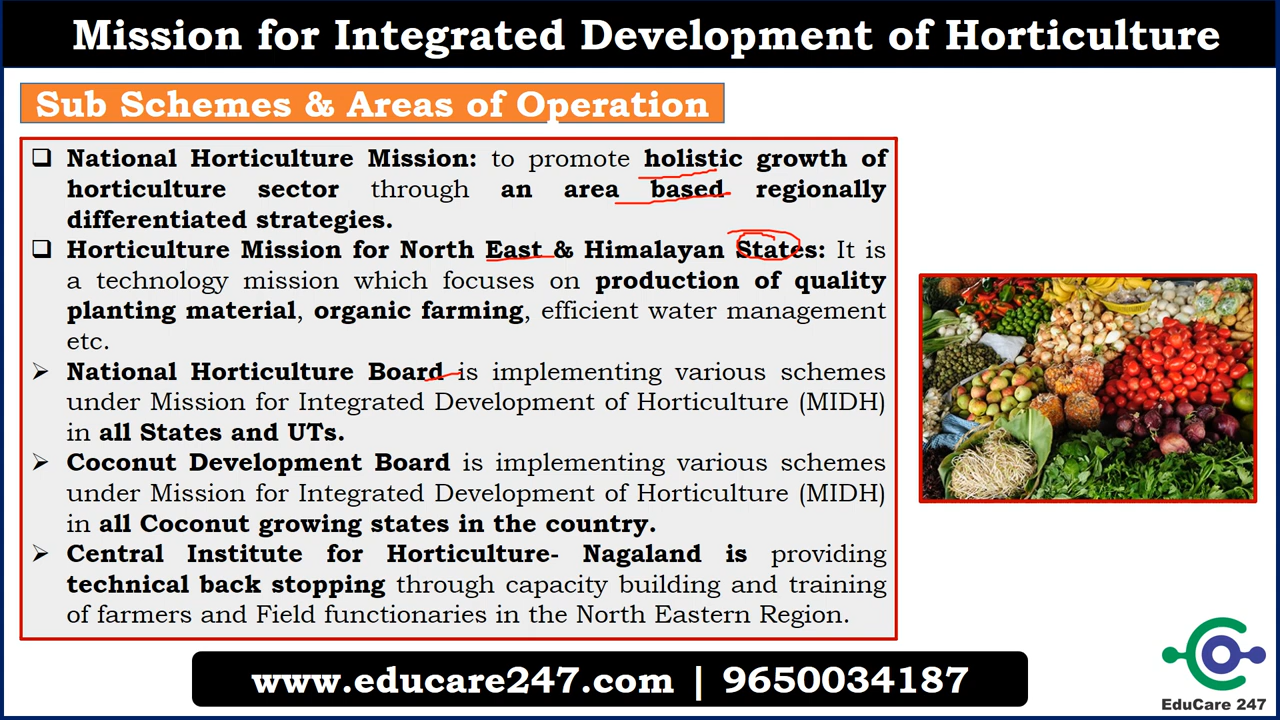 Mission for Integrated Development of Horticulture
Sub Schemes & Areas of Operation
❑ National Horticulture Mission: to promote holistic growth of
horticulture sector through an area based regionally
differentiated strategies.
❑ Horticulture Mission for North East & Himalayan States: It is
a technology mission which focuses on production of quality
planting material, organic farming, efficient water management
etc.
➢ National Horticulture Board is implementing various schemes
under Mission for Integrated Development of Horticulture (MIDH)
in all States and UTs.
➢ Coconut Development Board is implementing various schemes
under Mission for Integrated Development of Horticulture (MIDH)
in all Coconut growing states in the country.
➢ Central Institute for Horticulture- Nagaland is providing
technical back stopping through capacity building and training
of farmers and Field functionaries in the North Eastern Region.
www.educare247.com | 9650034187
EduCare 247